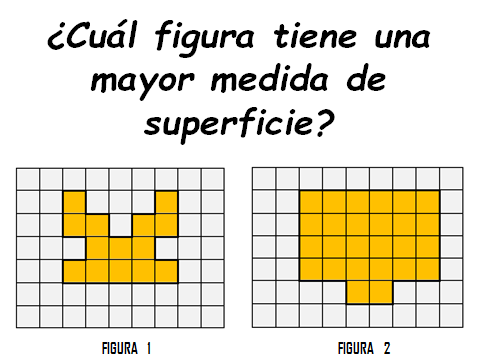 ¿Cuál figura tiene una
mayor medida de
superficie?
FIGURA 1
FIGURA 2